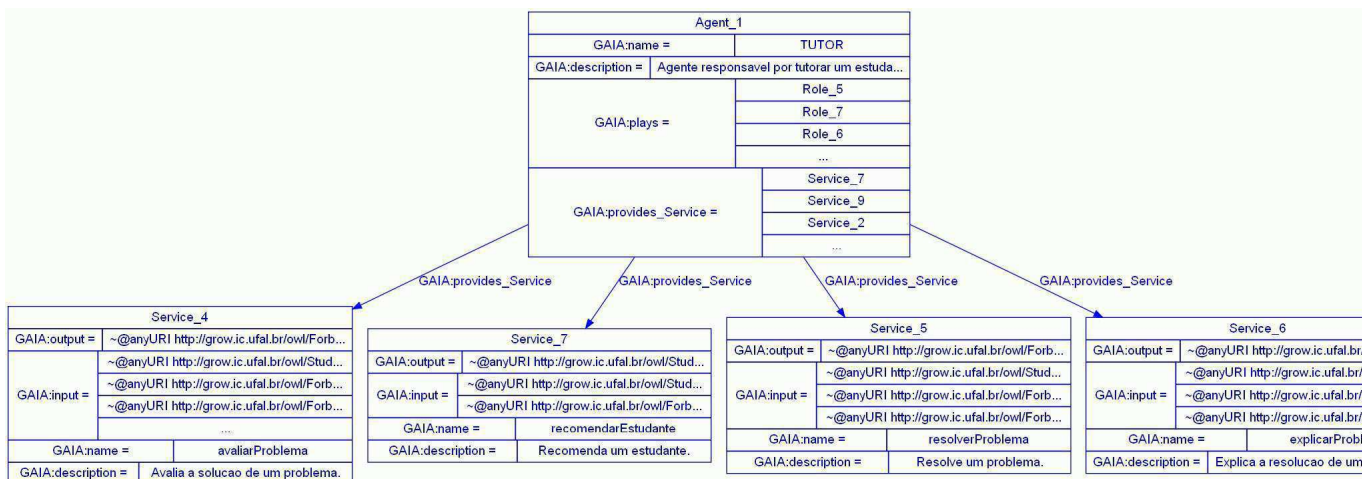 Agent_1
GAIA:name = TUTOR
GAIA:description = Agente responsavel por tutorar um estuda...
GAIA:plays =
Role_5
Role_7
Role_6
...
GAIA:provides_Service =
Service_7
Service_9
Service_2
...
GAIA:provides_Service GAIA:provides_Service GAIA:provides_Service GAIA:provides_Service
Service_4
GAIA:output = ~@anyURI http://grow.ic.ufal.br/owl/Forb...
GAIA:input =
~@anyURI http://grow.ic.ufal.br/owl/Stud...
~@anyURI http://grow.ic.ufal.br/owl/Forb...
~@anyURI http://grow.ic.ufal.br/owl/Forb...
...
GAIA:name = avaliarProblema
GAIA:description = Avalia a solucao de um problema.
Service_7
GAIA:output = ~@anyURI http://grow.ic.ufal.br/owl/Stud...
GAIA:input =
~@anyURI http://grow.ic.ufal.br/owl/Stud...
~@anyURI http://grow.ic.ufal.br/owl/Forb...
GAIA:name = recomendarEstudante
GAIA:description = Recomenda um estudante.
Service_5
GAIA:output = ~@anyURI http://grow.ic.ufal.br/owl/Forb...
GAIA:input =
~@anyURI http://grow.ic.ufal.br/owl/Stud...
~@anyURI http://grow.ic.ufal.br/owl/Forb...
~@anyURI http://grow.ic.ufal.br/owl/Forb...
GAIA:name = resolverProblema
GAIA:description = Resolve um problema.
Service_6
GAIA:output = ~@anyURI http://grow.ic.ufal.br/
GAIA:input =
~@anyURI http://grow.ic.ufal.br/
~@anyURI http://grow.ic.ufal.br/
~@anyURI http://grow.ic.ufal.br/
GAIA:name = explicarProbl
GAIA:description = Explica a resolucao de um